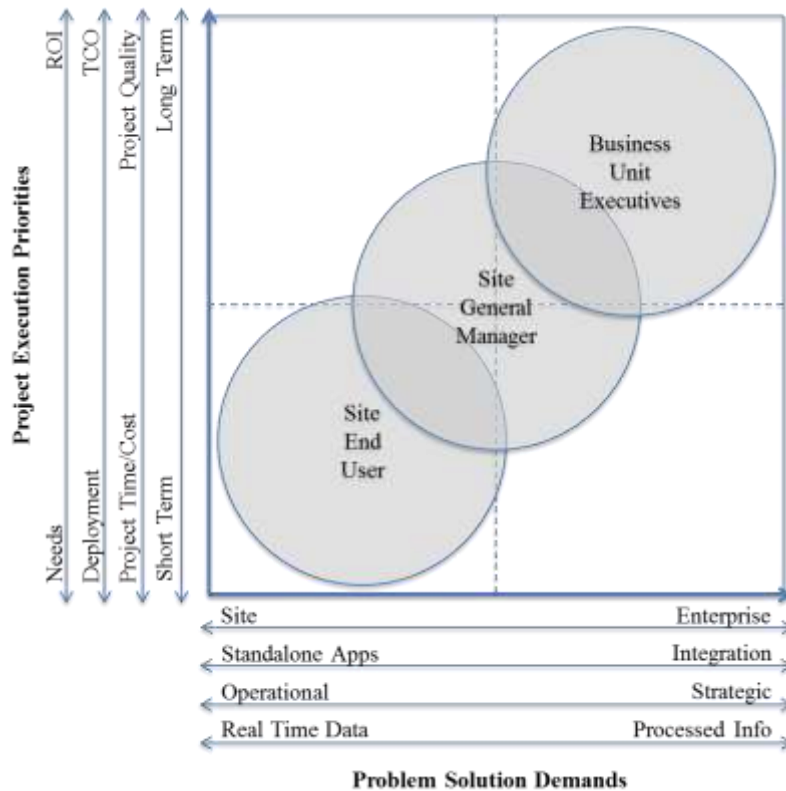 Project Execution Priorities
ROI
Needs
TCO
Deployment
Project Quality
Project Time/Cost
Long Term
Short Term
Business
Unit
Executives
Site
General
Manager
Site
End
User
Site Enterprise
Standalone Apps Integration
Operational Strategic
Real Time Data Processed Info
Problem Solution Demands